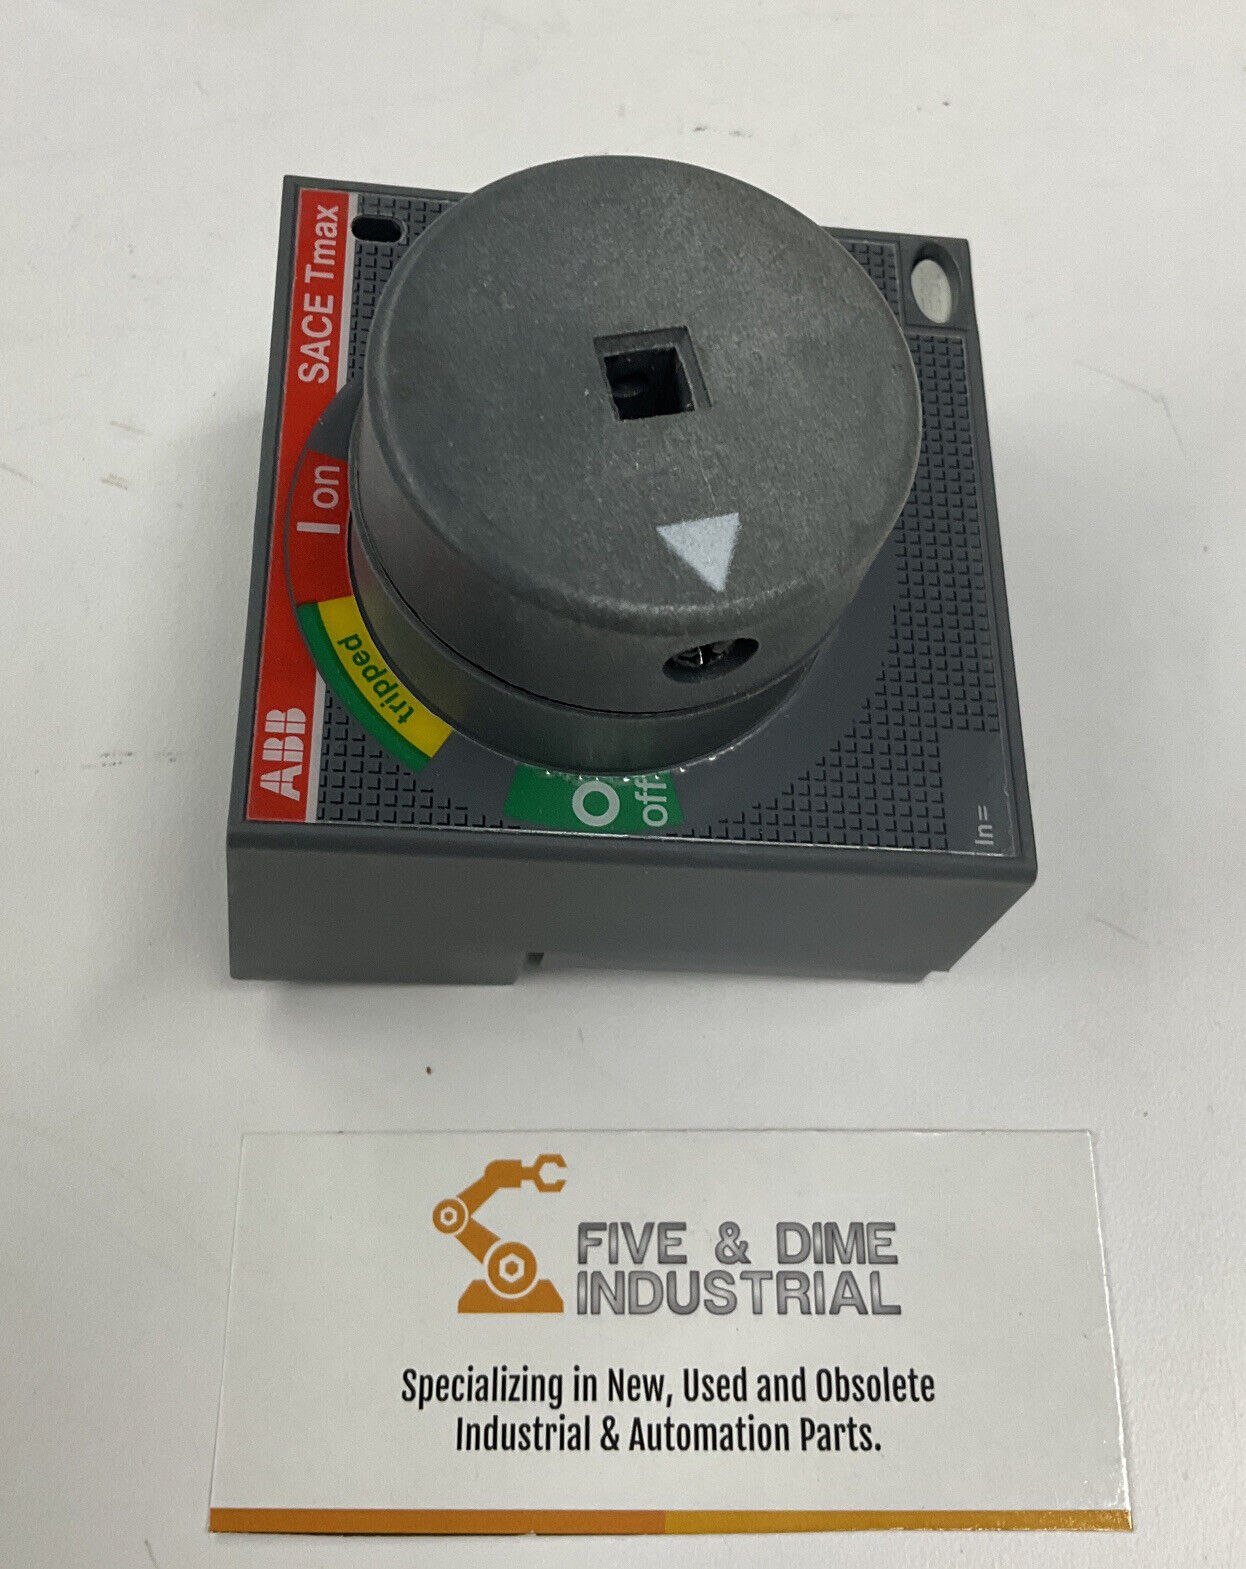 SACE Tmax
I on
tripped
ABB
O off
In=
FIVE & DIME
INDUSTRIAL
Specializing in New, Used and Obsolete
Industrial & Automation Parts.